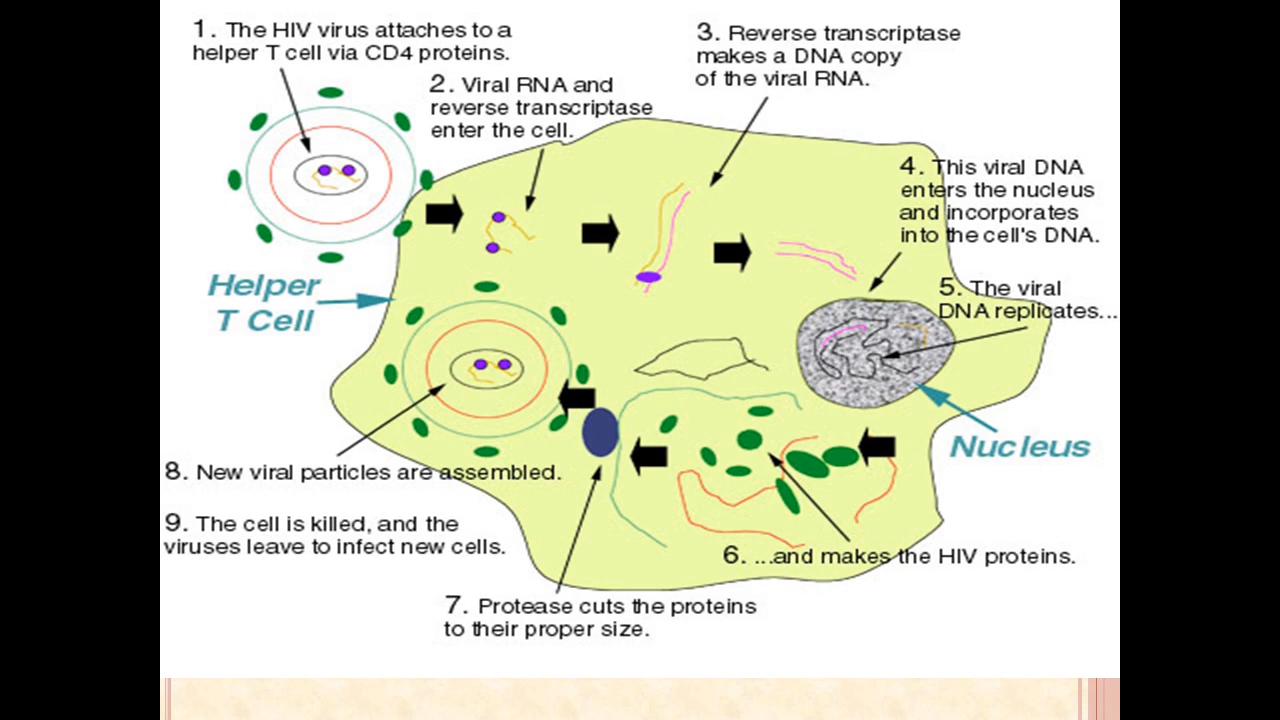 1. The HIV virus attaches to a
helper T cell via CD4 proteins.
2. Viral RNA and
reverse transcriptase
enter the cell.
3. Reverse transcriptase
makes a DNA copy
of the viral RNA.
4. This viral DNA
enters the nucleus
and incorporates
into the cell's DNA.
Helper
T Cell
5. The viral
DNA replicates...
Nucleus
8. New viral particles are assembled.
9. The cell is killed, and the
viruses leave to infect new cells.
6. ...and makes the HIV proteins.
7. Protease cuts the proteins
to their proper size.